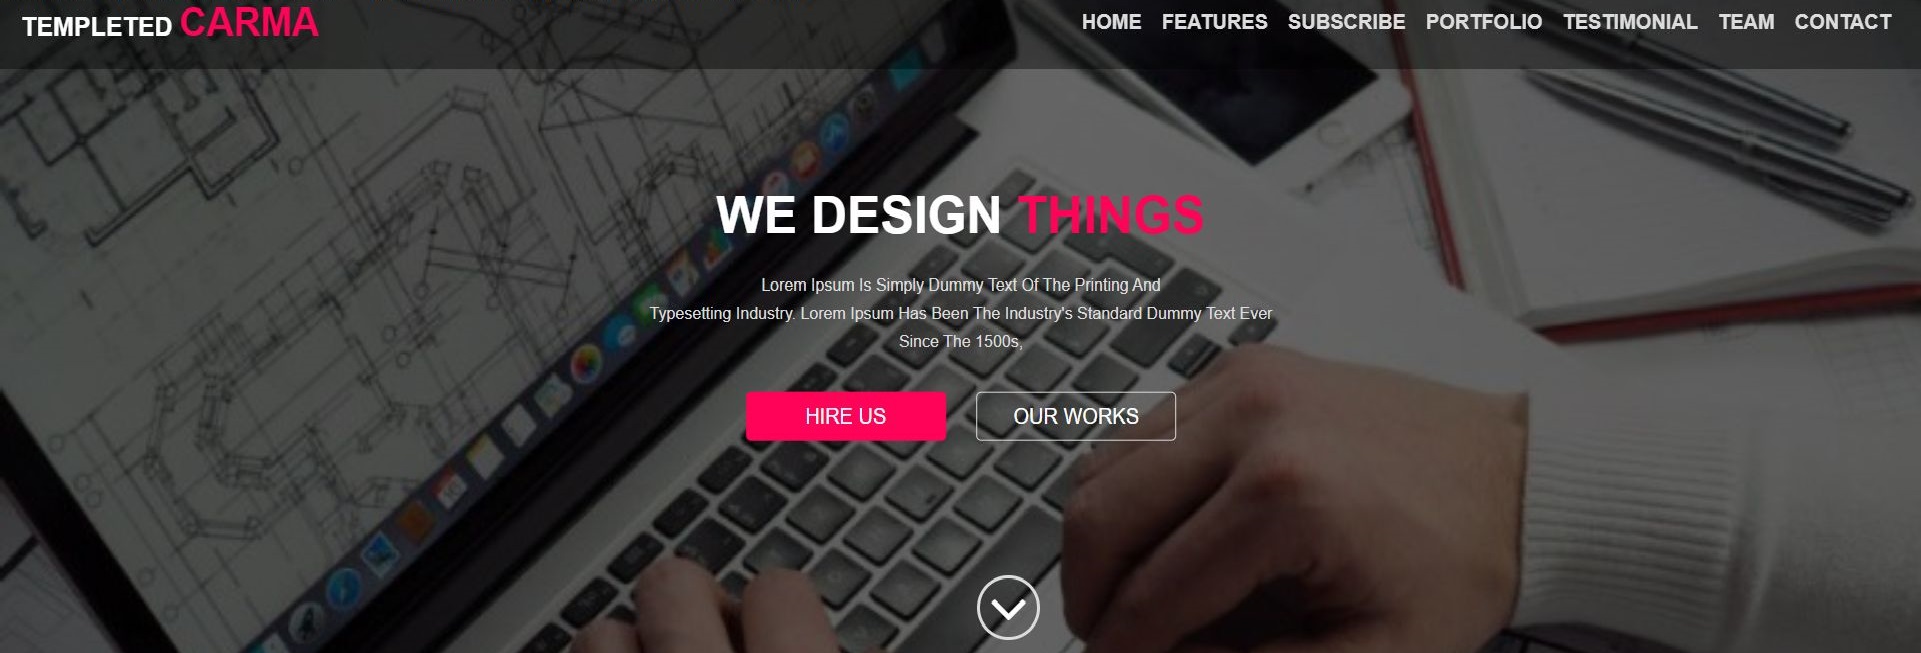 TEMPLETED CARMA
HOME FEATURES SUBSCRIBE PORTFOLIO TESTIMONIAL TEAM CONTACT
WE DESIGN THINGS
Lorem Ipsum Is Simply Dummy Text Of The Printing And
Typesetting Industry. Lorem Ipsum Has Been The Industry's Standard Dummy Text Ever
Since The 1500s,
HIRE US
OUR WORKS